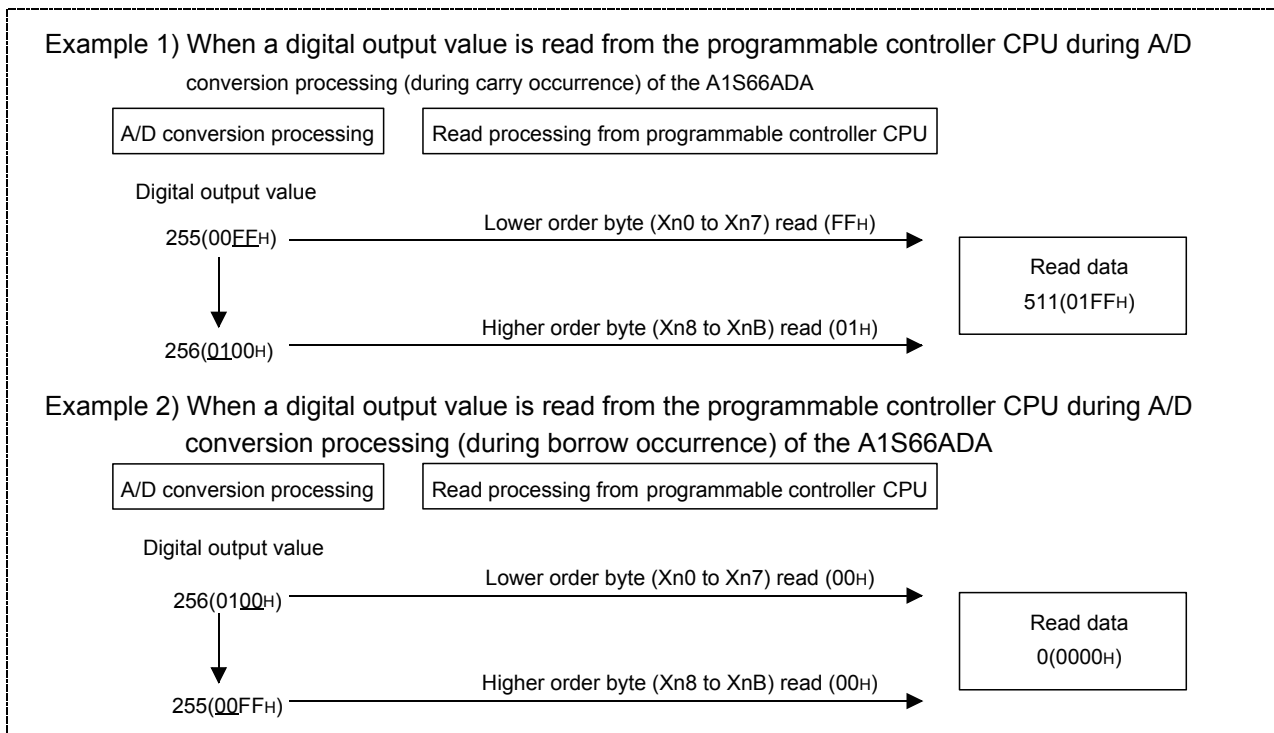 Example 1) When a digital output value is read from the programmable controller CPU during A/D
conversion processing (during carry occurrence) of the A1S66ADA
A/D conversion processing
Read processing from programmable controller CPU
Digital output value
255(00FFH)
Lower order byte (Xn0 to Xn7) read (FFH)
Read data
511(01FFH)
256(0100H)
Higher order byte (Xn8 to XnB) read (01H)
Example 2) When a digital output value is read from the programmable controller CPU during A/D
conversion processing (during borrow occurrence) of the A1S66ADA
A/D conversion processing
Read processing from programmable controller CPU
Digital output value
256(0100H)
Lower order byte (Xn0 to Xn7) read (00H)
Read data
0(0000H)
255(00FFH)
Higher order byte (Xn8 to XnB) read (00H)